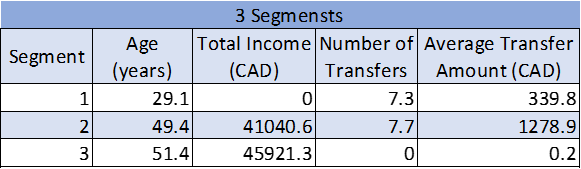 3 Segmensts
Segment Age (years) Total Income (CAD) Number of Transfers Average Transfer Amount (CAD)
1 29.1 0 7.3 339.8
2 49.4 41040.6 7.7 1278.9
3 51.4 45921.3 0 0.2